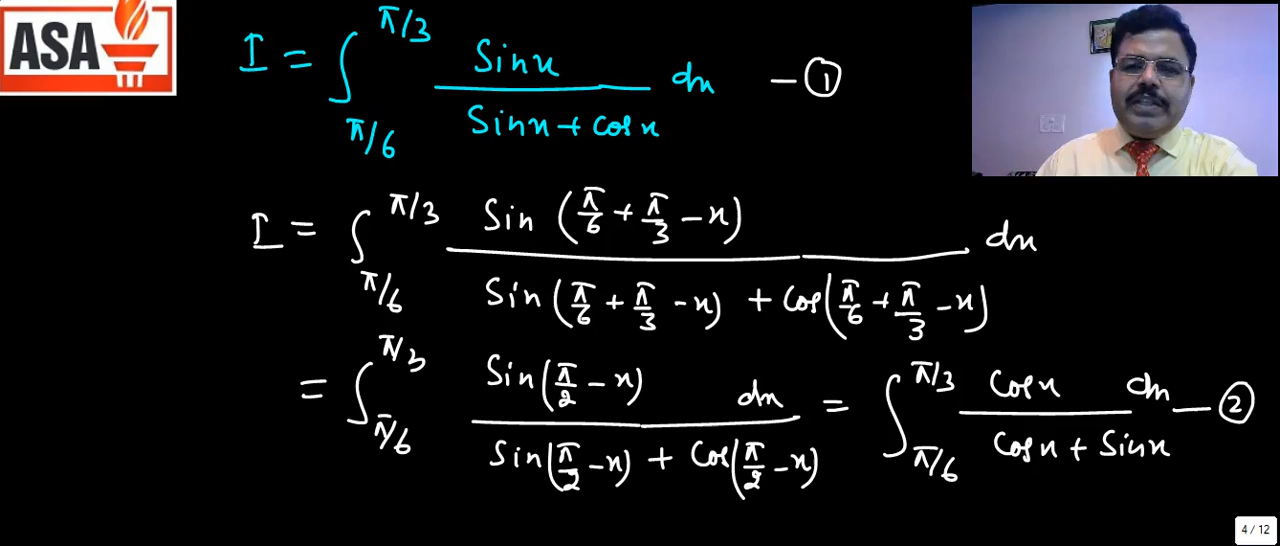 ASA
I = ∫_{π/6}^{π/3} Sinx / (Sinx + Cosx) dx — ①
I = ∫_{π/6}^{π/3} Sin(π/6 + π/3 − x) / (Sin(π/6 + π/3 − x) + Cos(π/6 + π/3 − x)) dx
= ∫_{π/6}^{π/3} Sin(π/2 − x) dx / (Sin(π/2 − x) + Cos(π/2 − x)) = ∫_{π/6}^{π/3} Cosx dx / (Cosx + Sinx) — ②
4 / 12